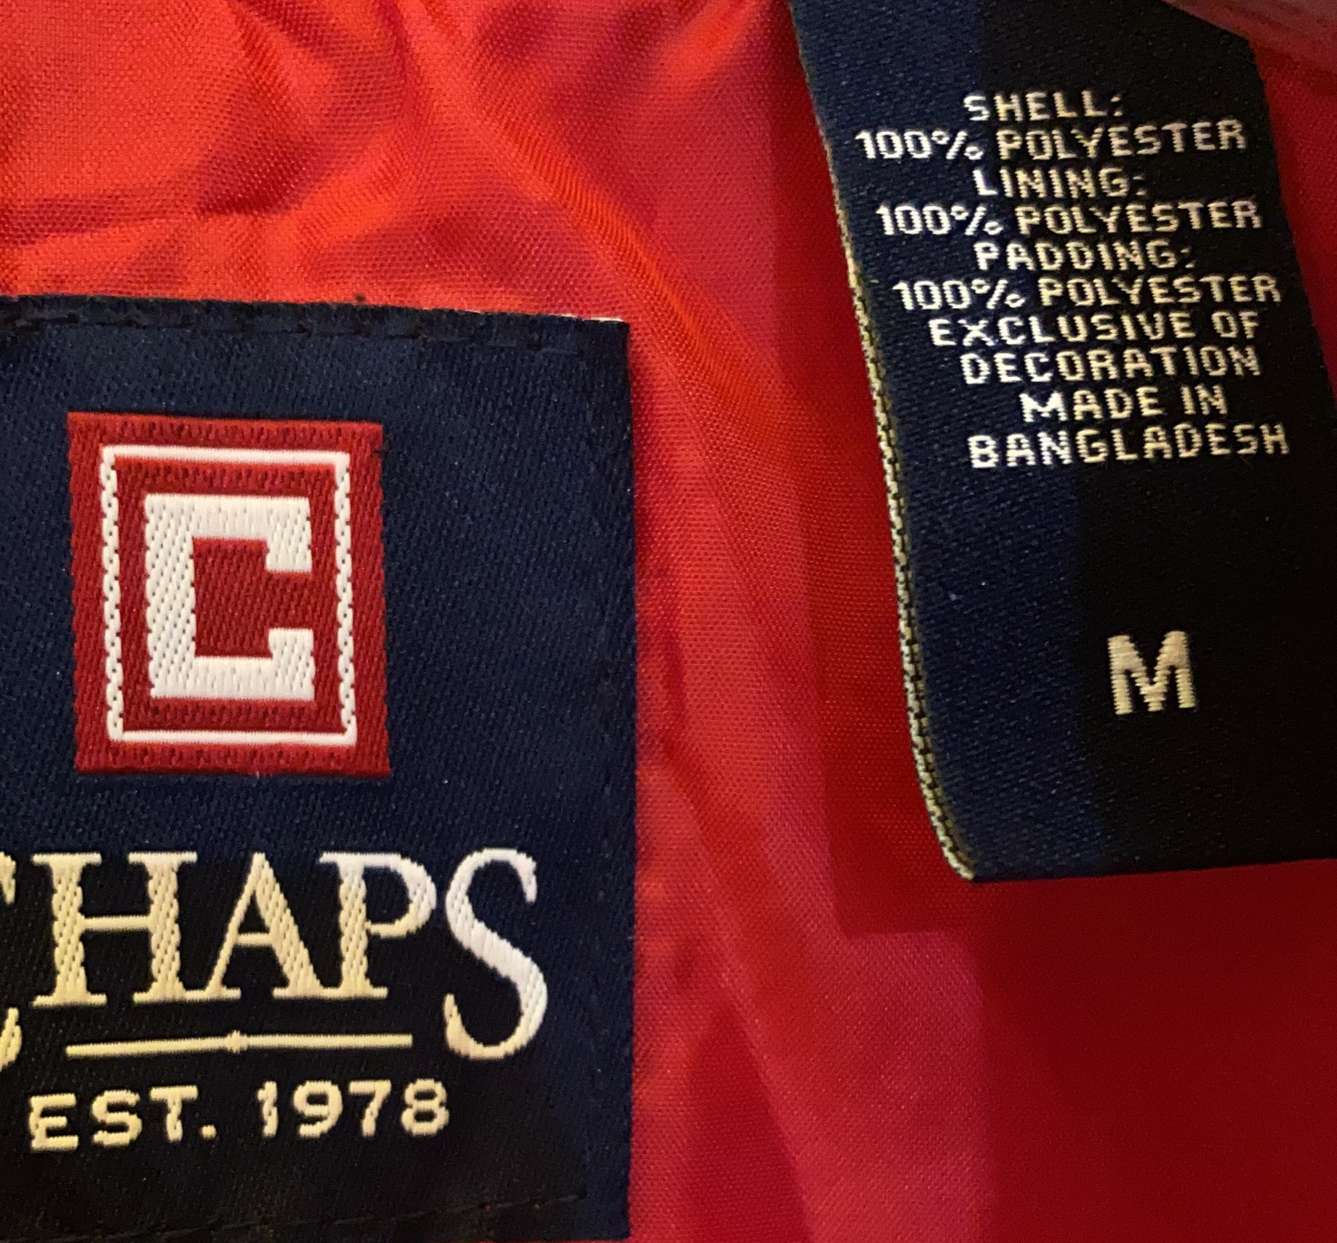 C
CHAPS
EST. 1978
SHELL:
100% POLYESTER
LINING:
100% POLYESTER
PADDING:
100% POLYESTER
EXCLUSIVE OF
DECORATION
MADE IN
BANGLADESH
M